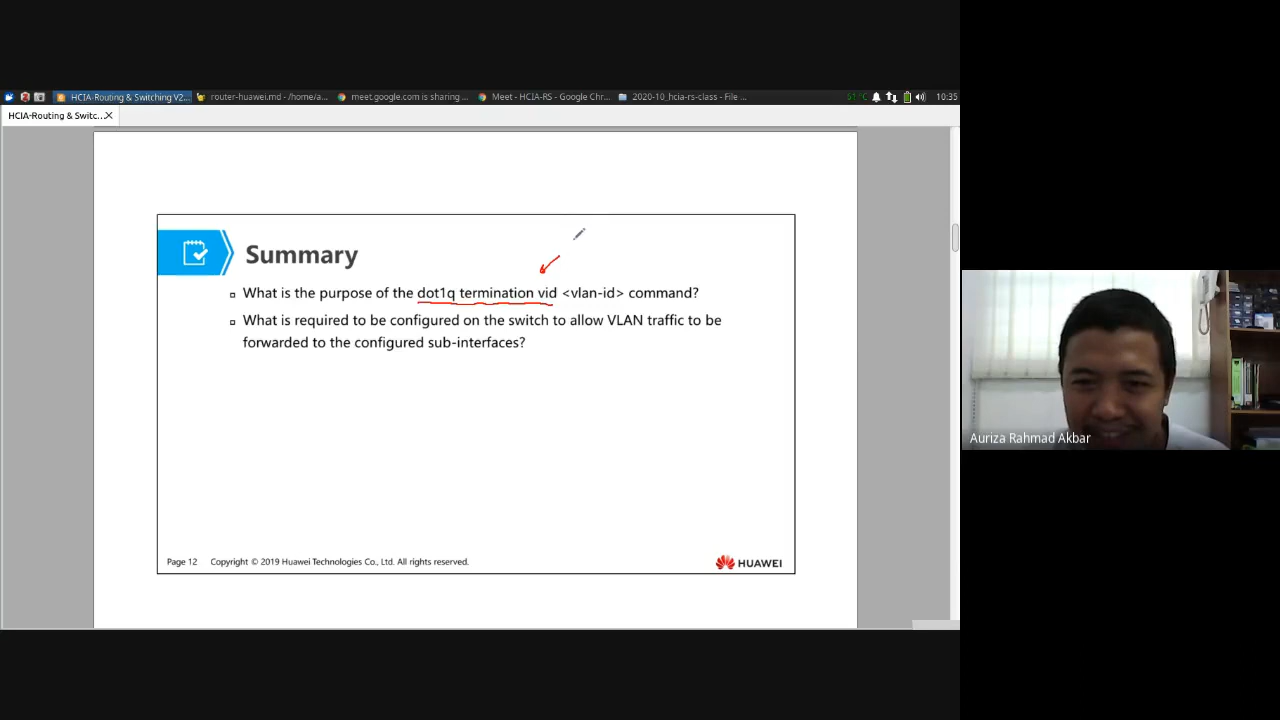 HCIA-Routing & Switching V2...
router-huawei.md - /home/a...
meet.google.com is sharing ...
Meet - HCIA-RS - Google Chr...
2020-10_hcia-rs-class - File ...
51°C
10:35
HCIA-Routing & Switc...
Summary
What is the purpose of the dot1q termination vid <vlan-id> command?
What is required to be configured on the switch to allow VLAN traffic to be
forwarded to the configured sub-interfaces?
Page 12 Copyright © 2019 Huawei Technologies Co., Ltd. All rights reserved.
HUAWEI
Auriza Rahmad Akbar